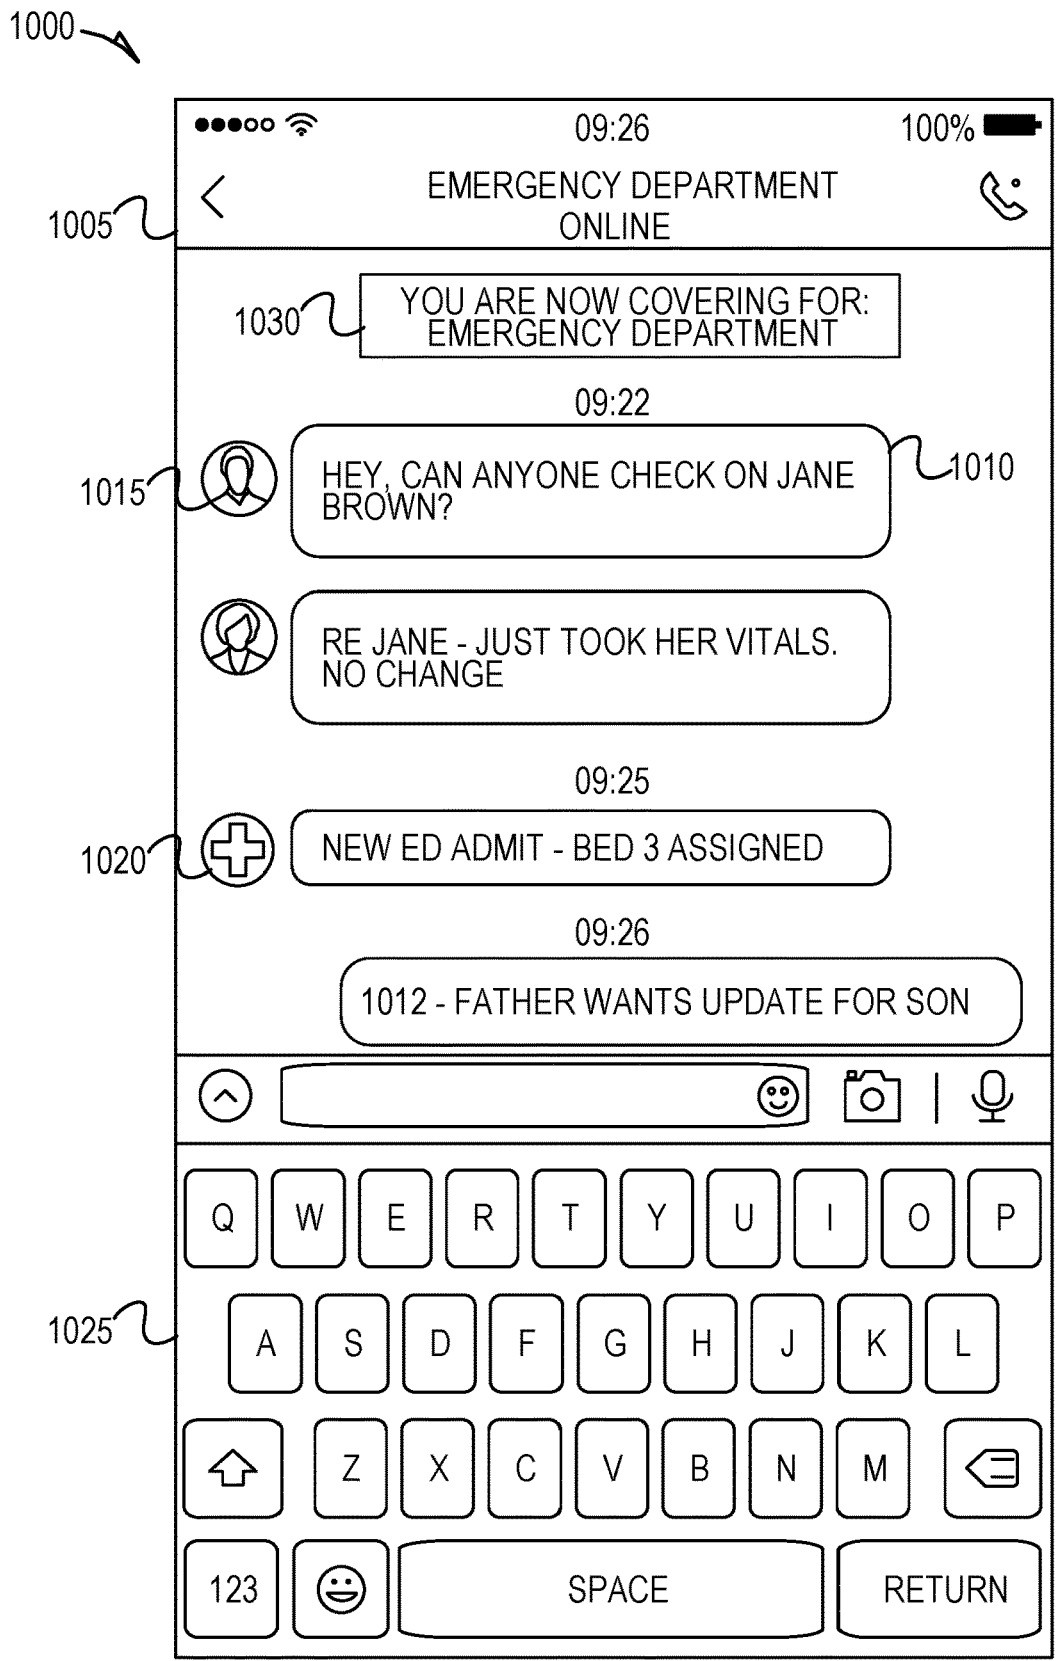 1000
09:26
100%
EMERGENCY DEPARTMENT
ONLINE
1005
YOU ARE NOW COVERING FOR:
EMERGENCY DEPARTMENT
1030
09:22
HEY, CAN ANYONE CHECK ON JANE
BROWN?
1010
1015
RE JANE - JUST TOOK HER VITALS.
NO CHANGE
09:25
NEW ED ADMIT - BED 3 ASSIGNED
1020
09:26
1012 - FATHER WANTS UPDATE FOR SON
Q W E R T Y U I O P
1025
A S D F G H J K L
Z X C V B N M
123 SPACE RETURN